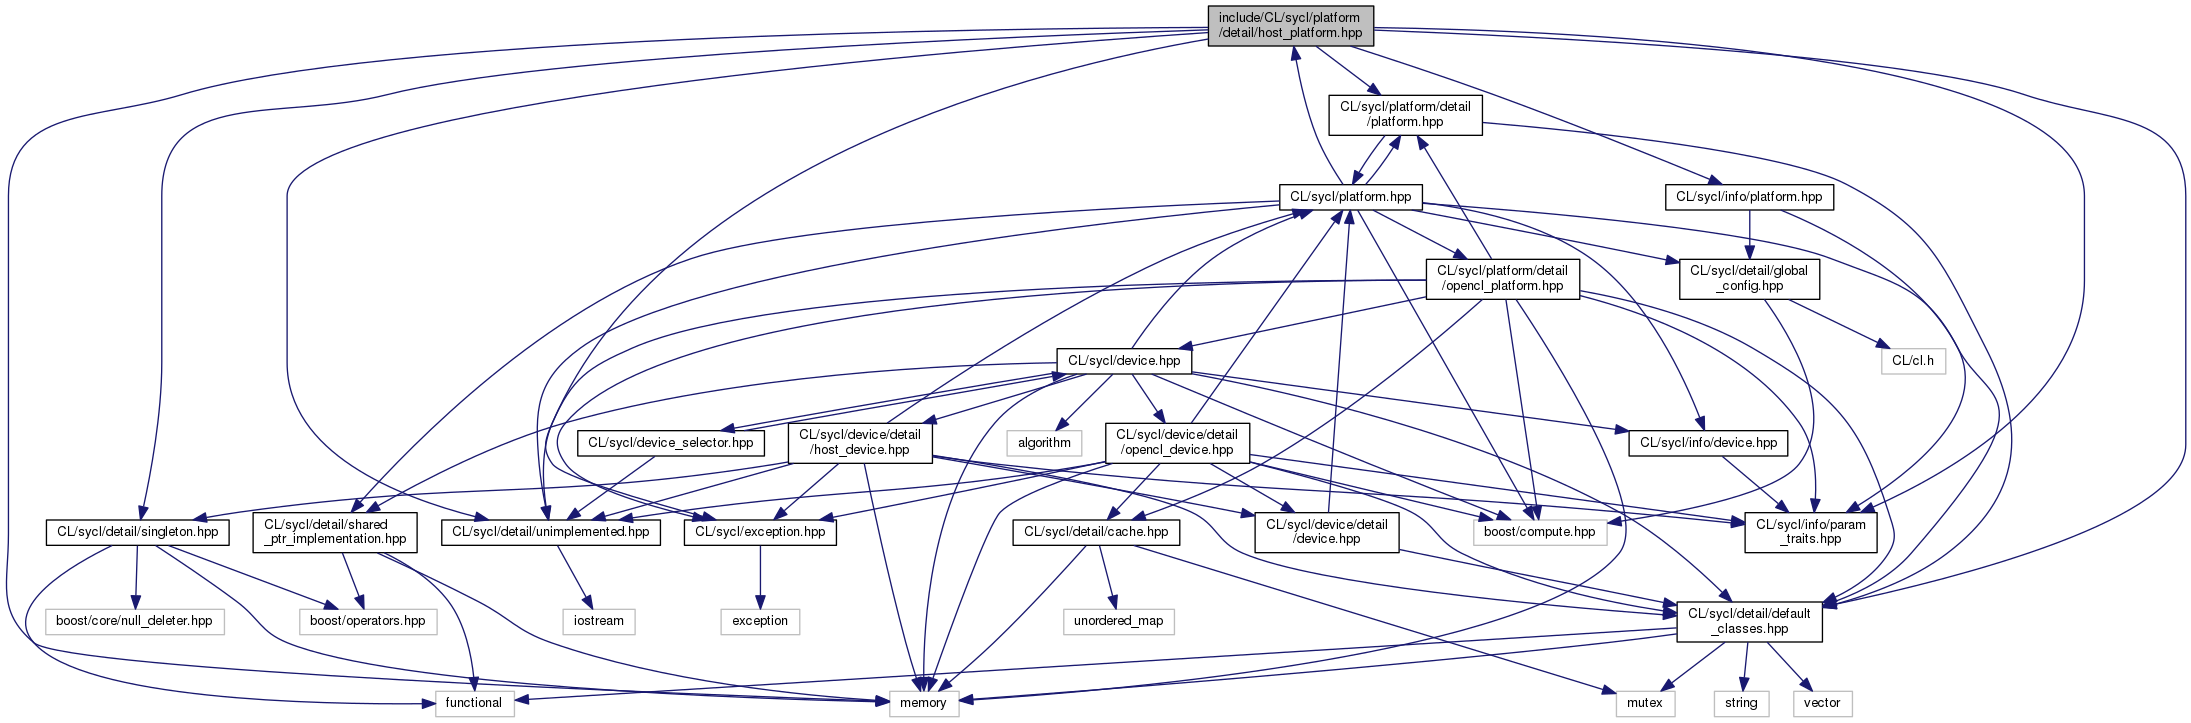 include/CL/sycl/platform
/detail/host_platform.hpp
CL/sycl/platform/detail
/platform.hpp
CL/sycl/platform.hpp
CL/sycl/info/platform.hpp
CL/sycl/platform/detail
/opencl_platform.hpp
CL/sycl/detail/global
_config.hpp
CL/sycl/device.hpp
CL/cl.h
CL/sycl/device_selector.hpp
CL/sycl/device/detail
/host_device.hpp
algorithm
CL/sycl/device/detail
/opencl_device.hpp
CL/sycl/info/device.hpp
CL/sycl/detail/singleton.hpp
CL/sycl/detail/shared
_ptr_implementation.hpp
CL/sycl/detail/unimplemented.hpp
CL/sycl/exception.hpp
CL/sycl/detail/cache.hpp
CL/sycl/device/detail
/device.hpp
boost/compute.hpp
CL/sycl/info/param
_traits.hpp
boost/core/null_deleter.hpp
boost/operators.hpp
iostream
exception
unordered_map
CL/sycl/detail/default
_classes.hpp
functional
memory
mutex
string
vector